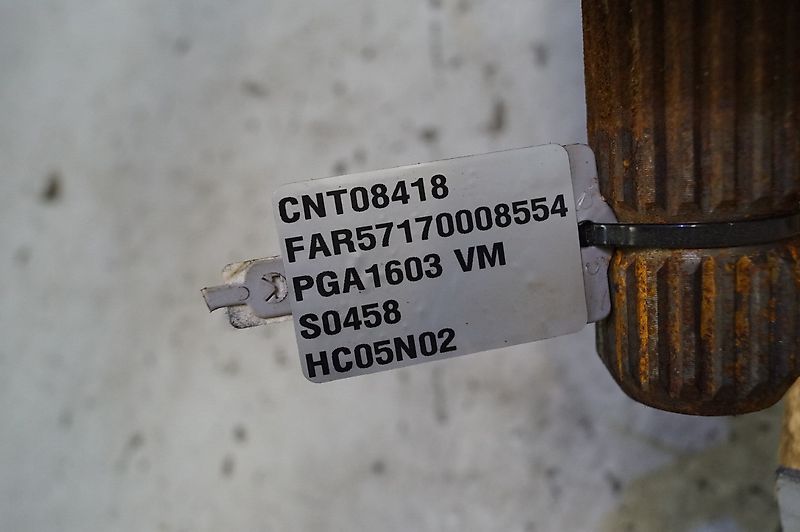 CNT08418
FAR57170008554
PGA1603 VM
S0458
HC05N02